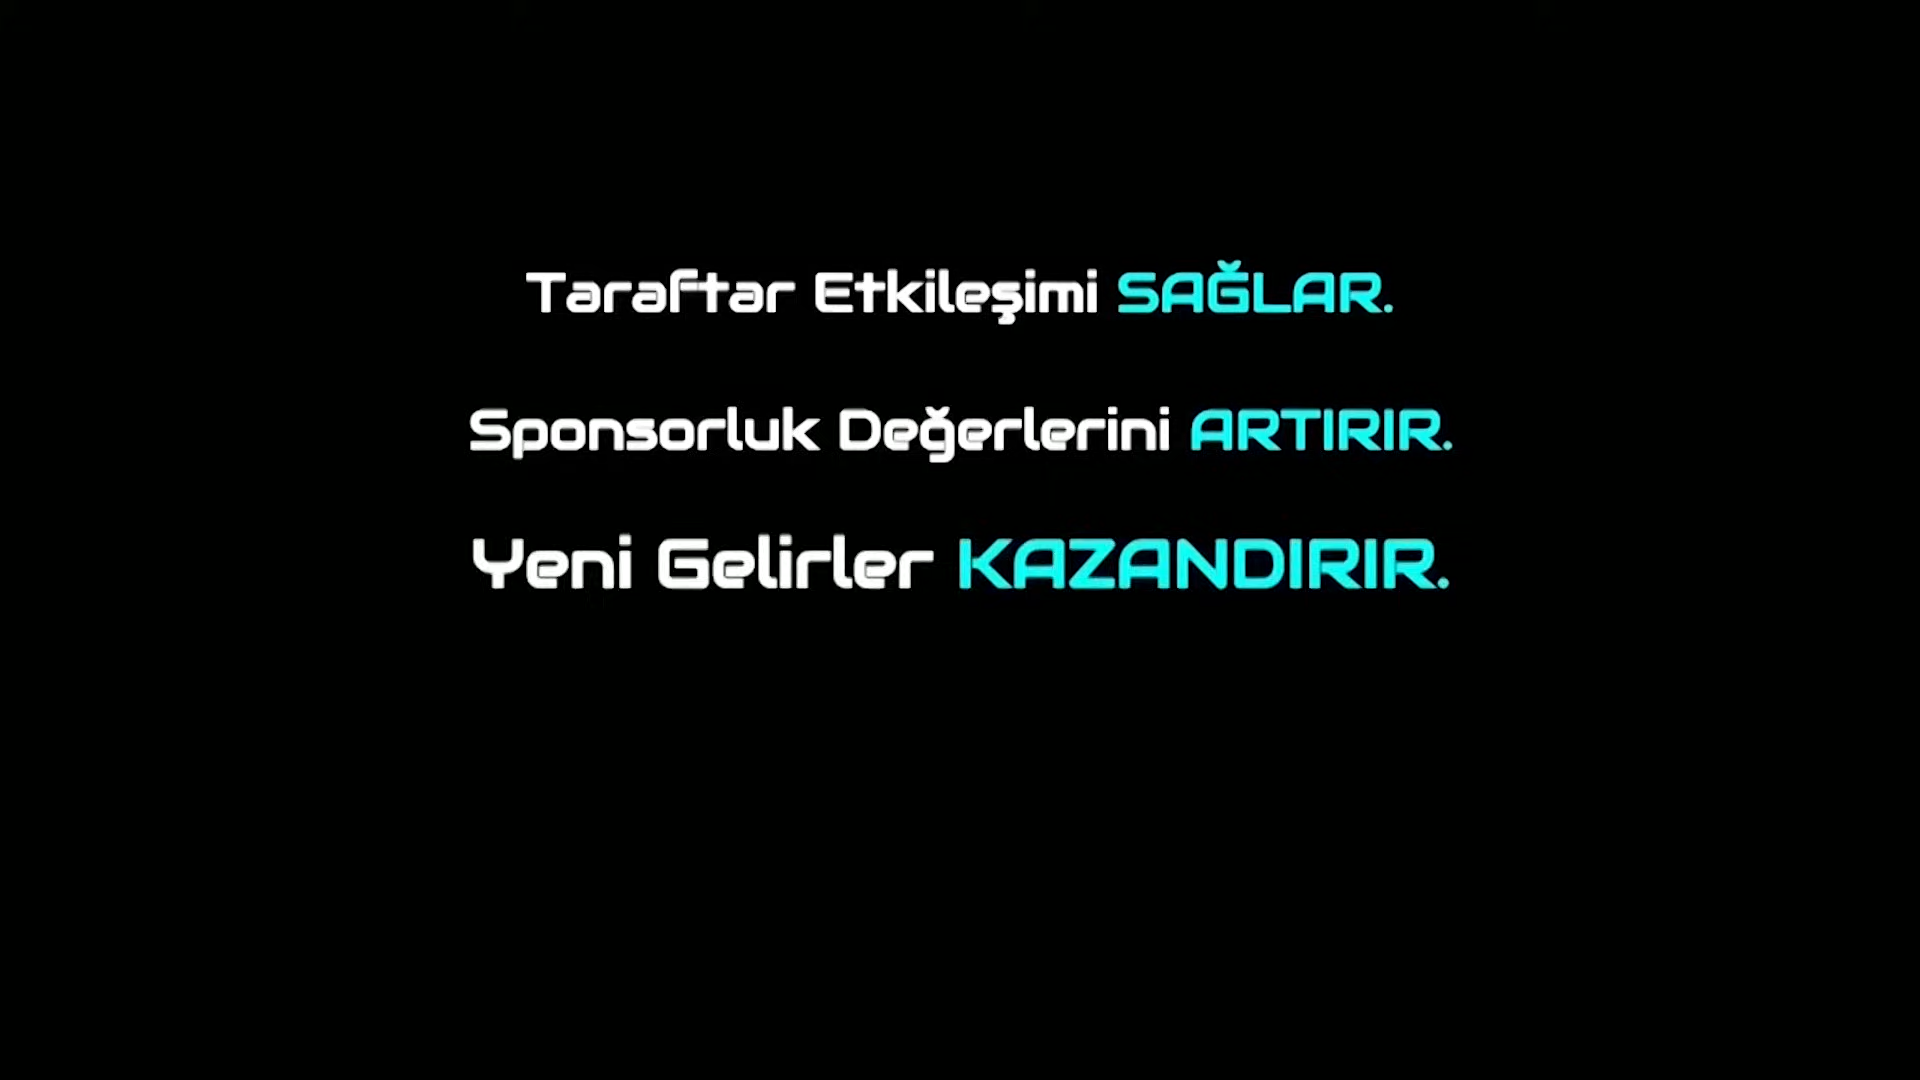 Taraftar Etkileşimi SAĞLAR.
Sponsorluk Değerlerini ARTIRIR.
Yeni Gelirler KAZANDIRIR.